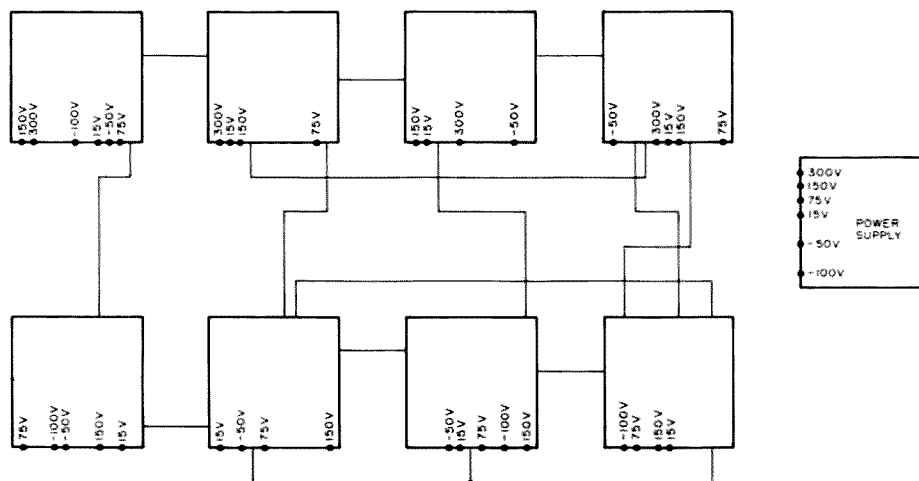 150V 300V -100V 15V -50V 75V
300V 15V 150V 75V
150V 15V 300V -50V
-50V 300V 15V 150V 75V
300V
150V
75V
15V
-50V
-100V
POWER
SUPPLY
75V -100V -50V 150V 15V
15V -50V 75V 150V
-50V 15V 75V -100V 150V
-100V 75V 150V 15V